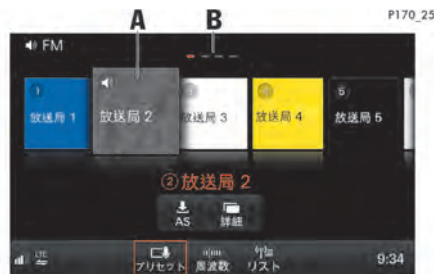 A
B
P170_25
FM
1
放送局 1
放送局 2
3
放送局 3
放送局 4
5
放送局 5
②放送局 2
AS
詳細
LTE
プリセット
周波数
リスト
9:34